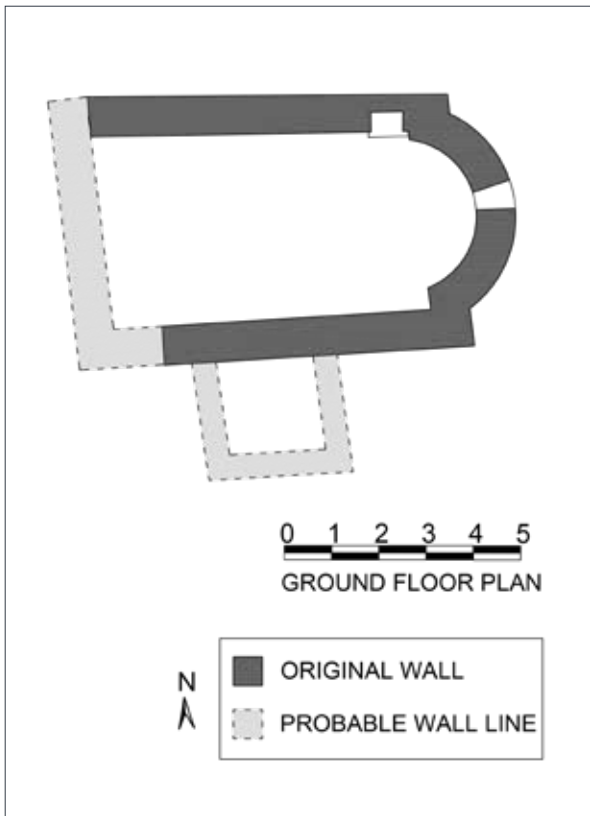 0 1 2 3 4 5
GROUND FLOOR PLAN
ORIGINAL WALL
N
PROBABLE WALL LINE